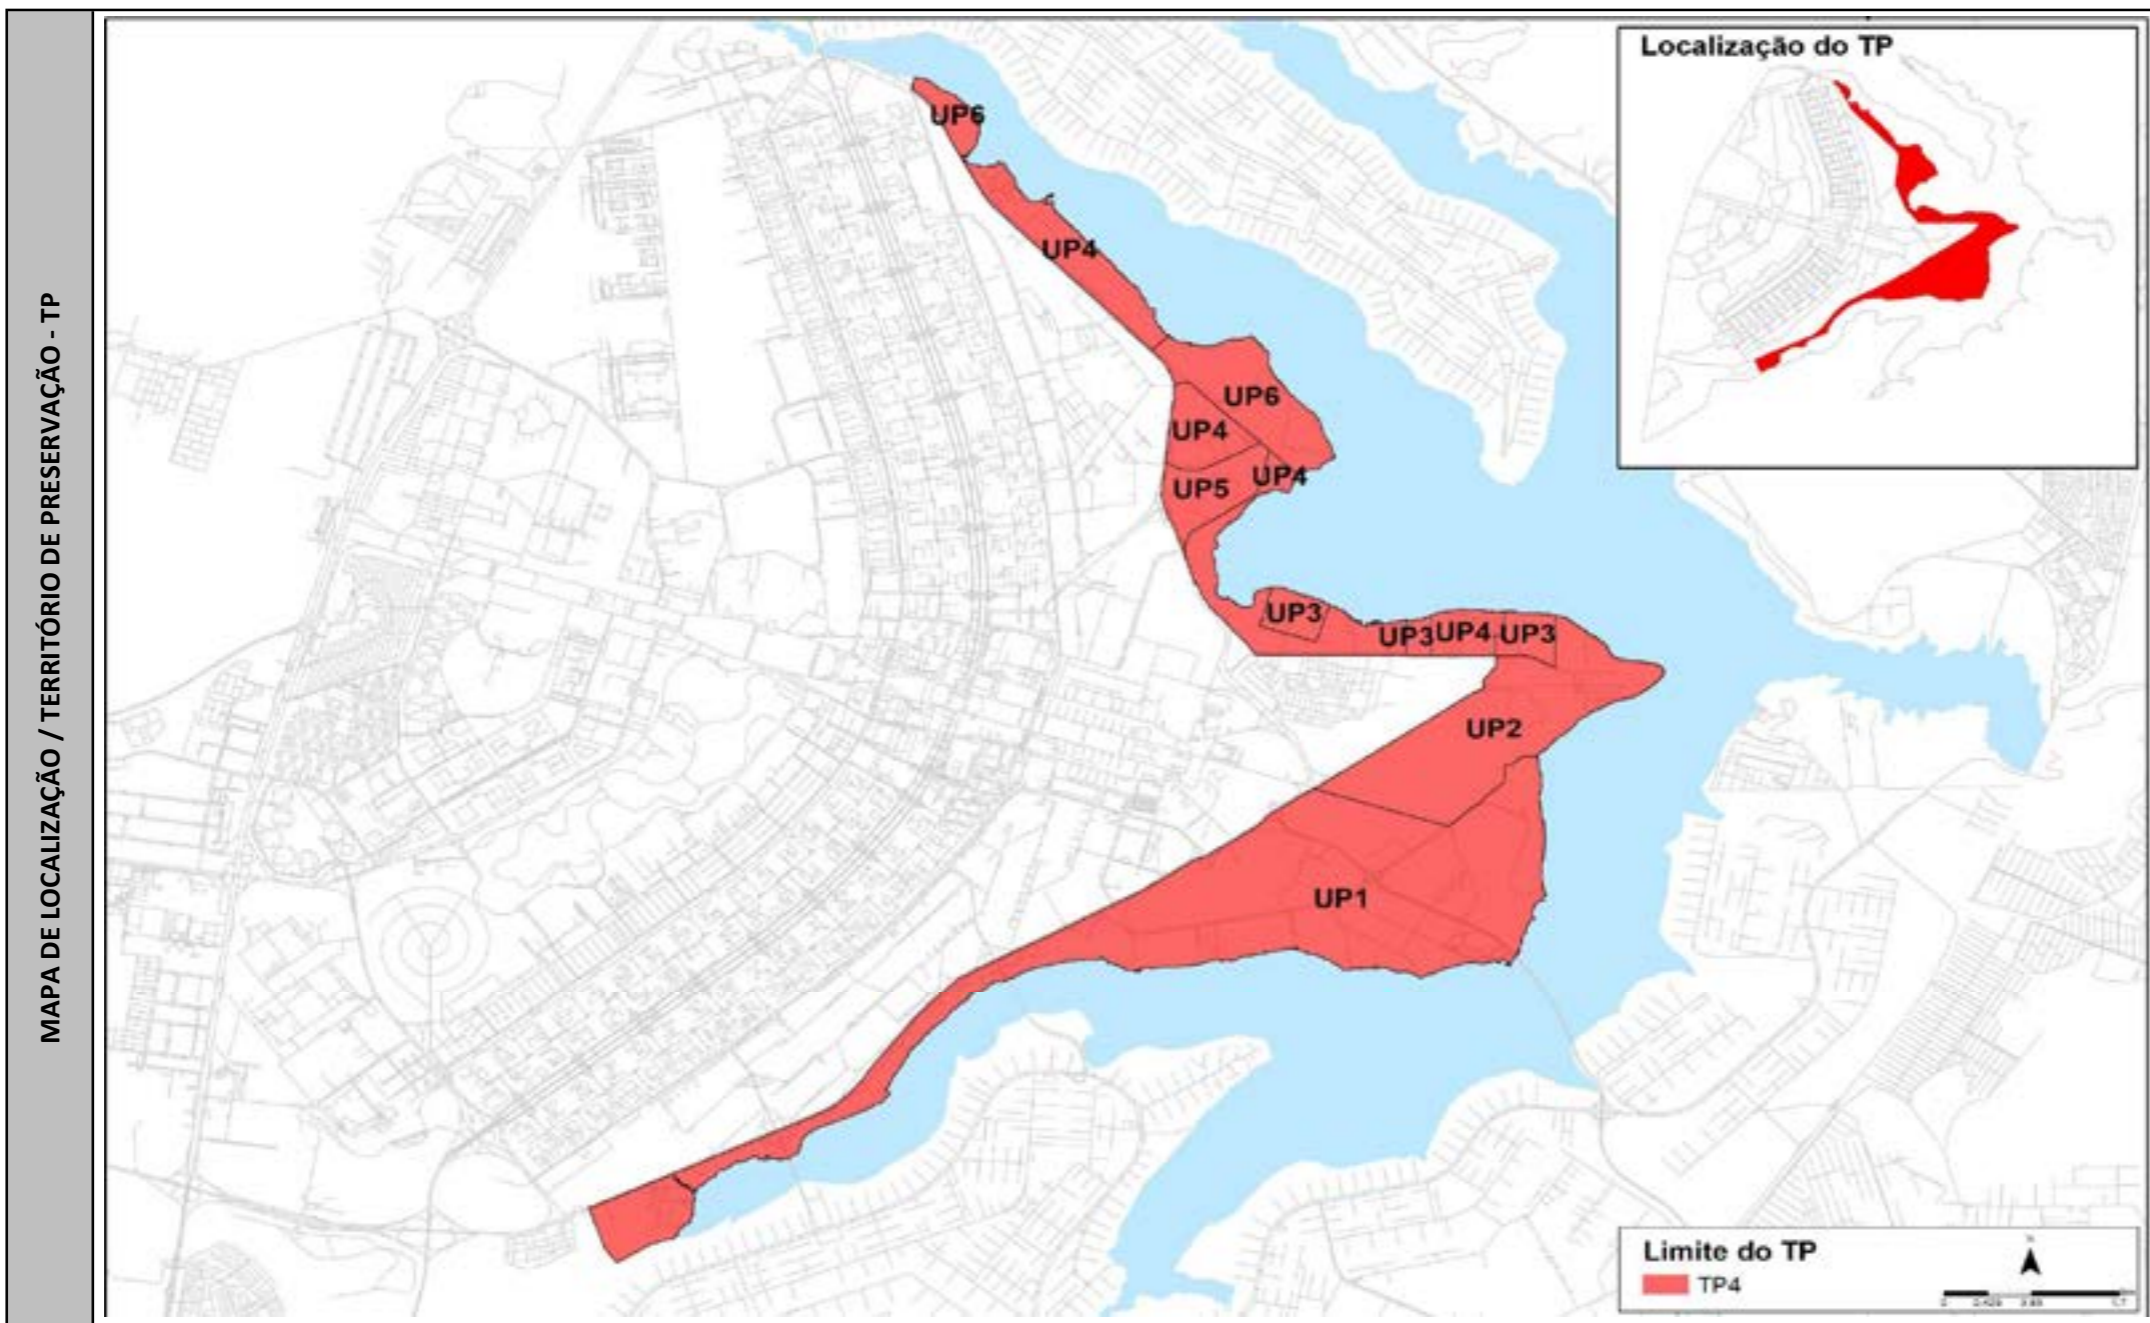 MAPA DE LOCALIZAÇÃO / TERRITÓRIO DE PRESERVAÇÃO - TP
Localização do TP
UP6
UP4
UP6
UP4
UP4
UP5
UP3
UP3 UP4 UP3
UP2
UP1
Limite do TP
TP4